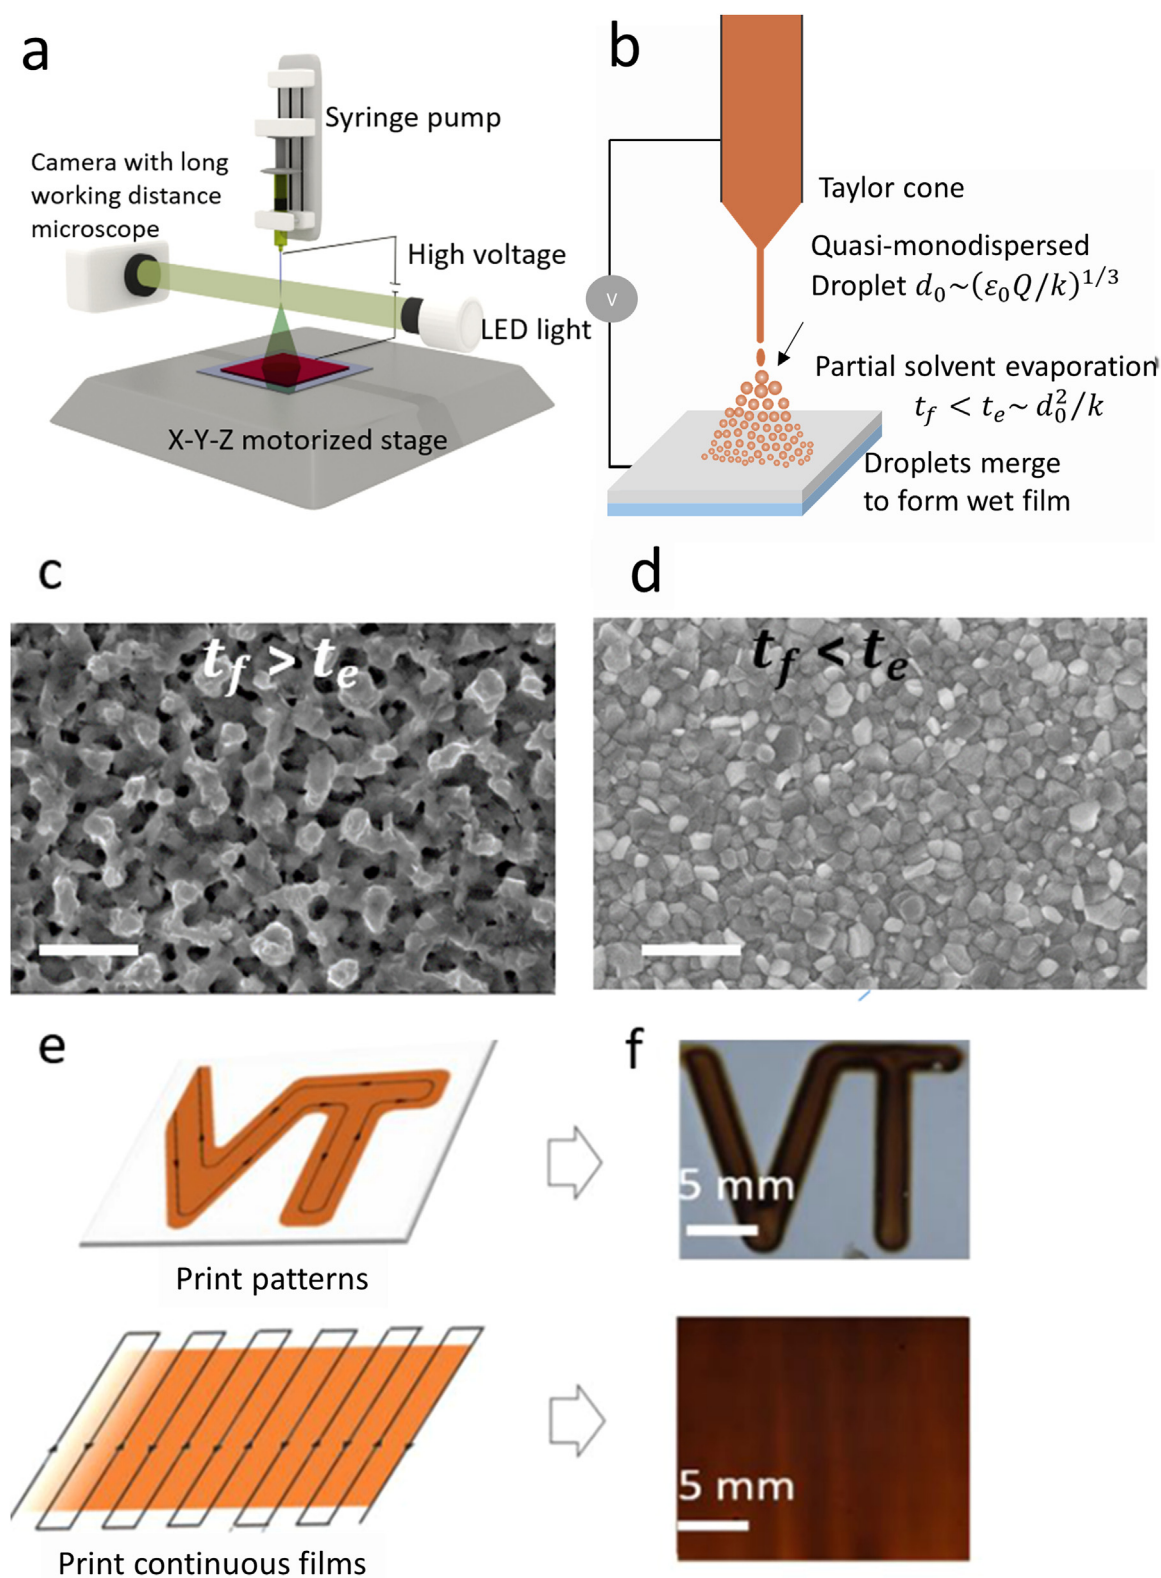 a
Syringe pump
Camera with long
working distance
microscope
High voltage
LED light
X-Y-Z motorized stage
b
V
Taylor cone
Quasi-monodispersed
Droplet d₀~(ε₀Q/k)^{1/3}
Partial solvent evaporation
t_f < t_e~ d₀²/k
Droplets merge
to form wet film
c
t_f > t_e
d
t_f < t_e
e
Print patterns
f
5 mm
Print continuous films
5 mm